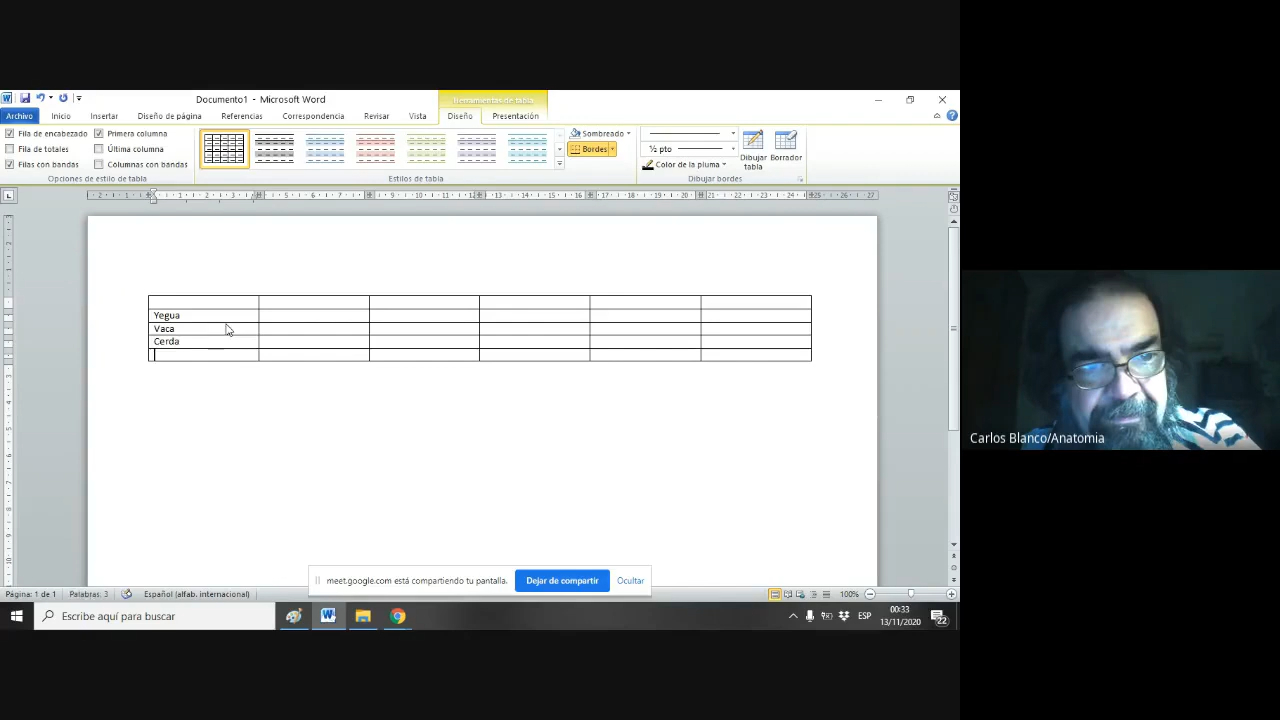 Documento1 - Microsoft Word
Herramientas de tabla
Archivo Inicio Insertar Diseño de página Referencias Correspondencia Revisar Vista Diseño Presentación
Fila de encabezado Primera columna
Fila de totales Última columna
Filas con bandas Columnas con bandas
Opciones de estilo de tabla
Estilos de tabla
Sombreado
Bordes
½ pto
Color de la pluma
Dibujar tabla
Borrador
Dibujar bordes
Yegua
Vaca
Cerda
Carlos Blanco/Anatomia
meet.google.com está compartiendo tu pantalla. Dejar de compartir Ocultar
Página: 1 de 1 Palabras: 3 Español (alfab. internacional) 100%
Escribe aquí para buscar
ESP
00:33
13/11/2020
22